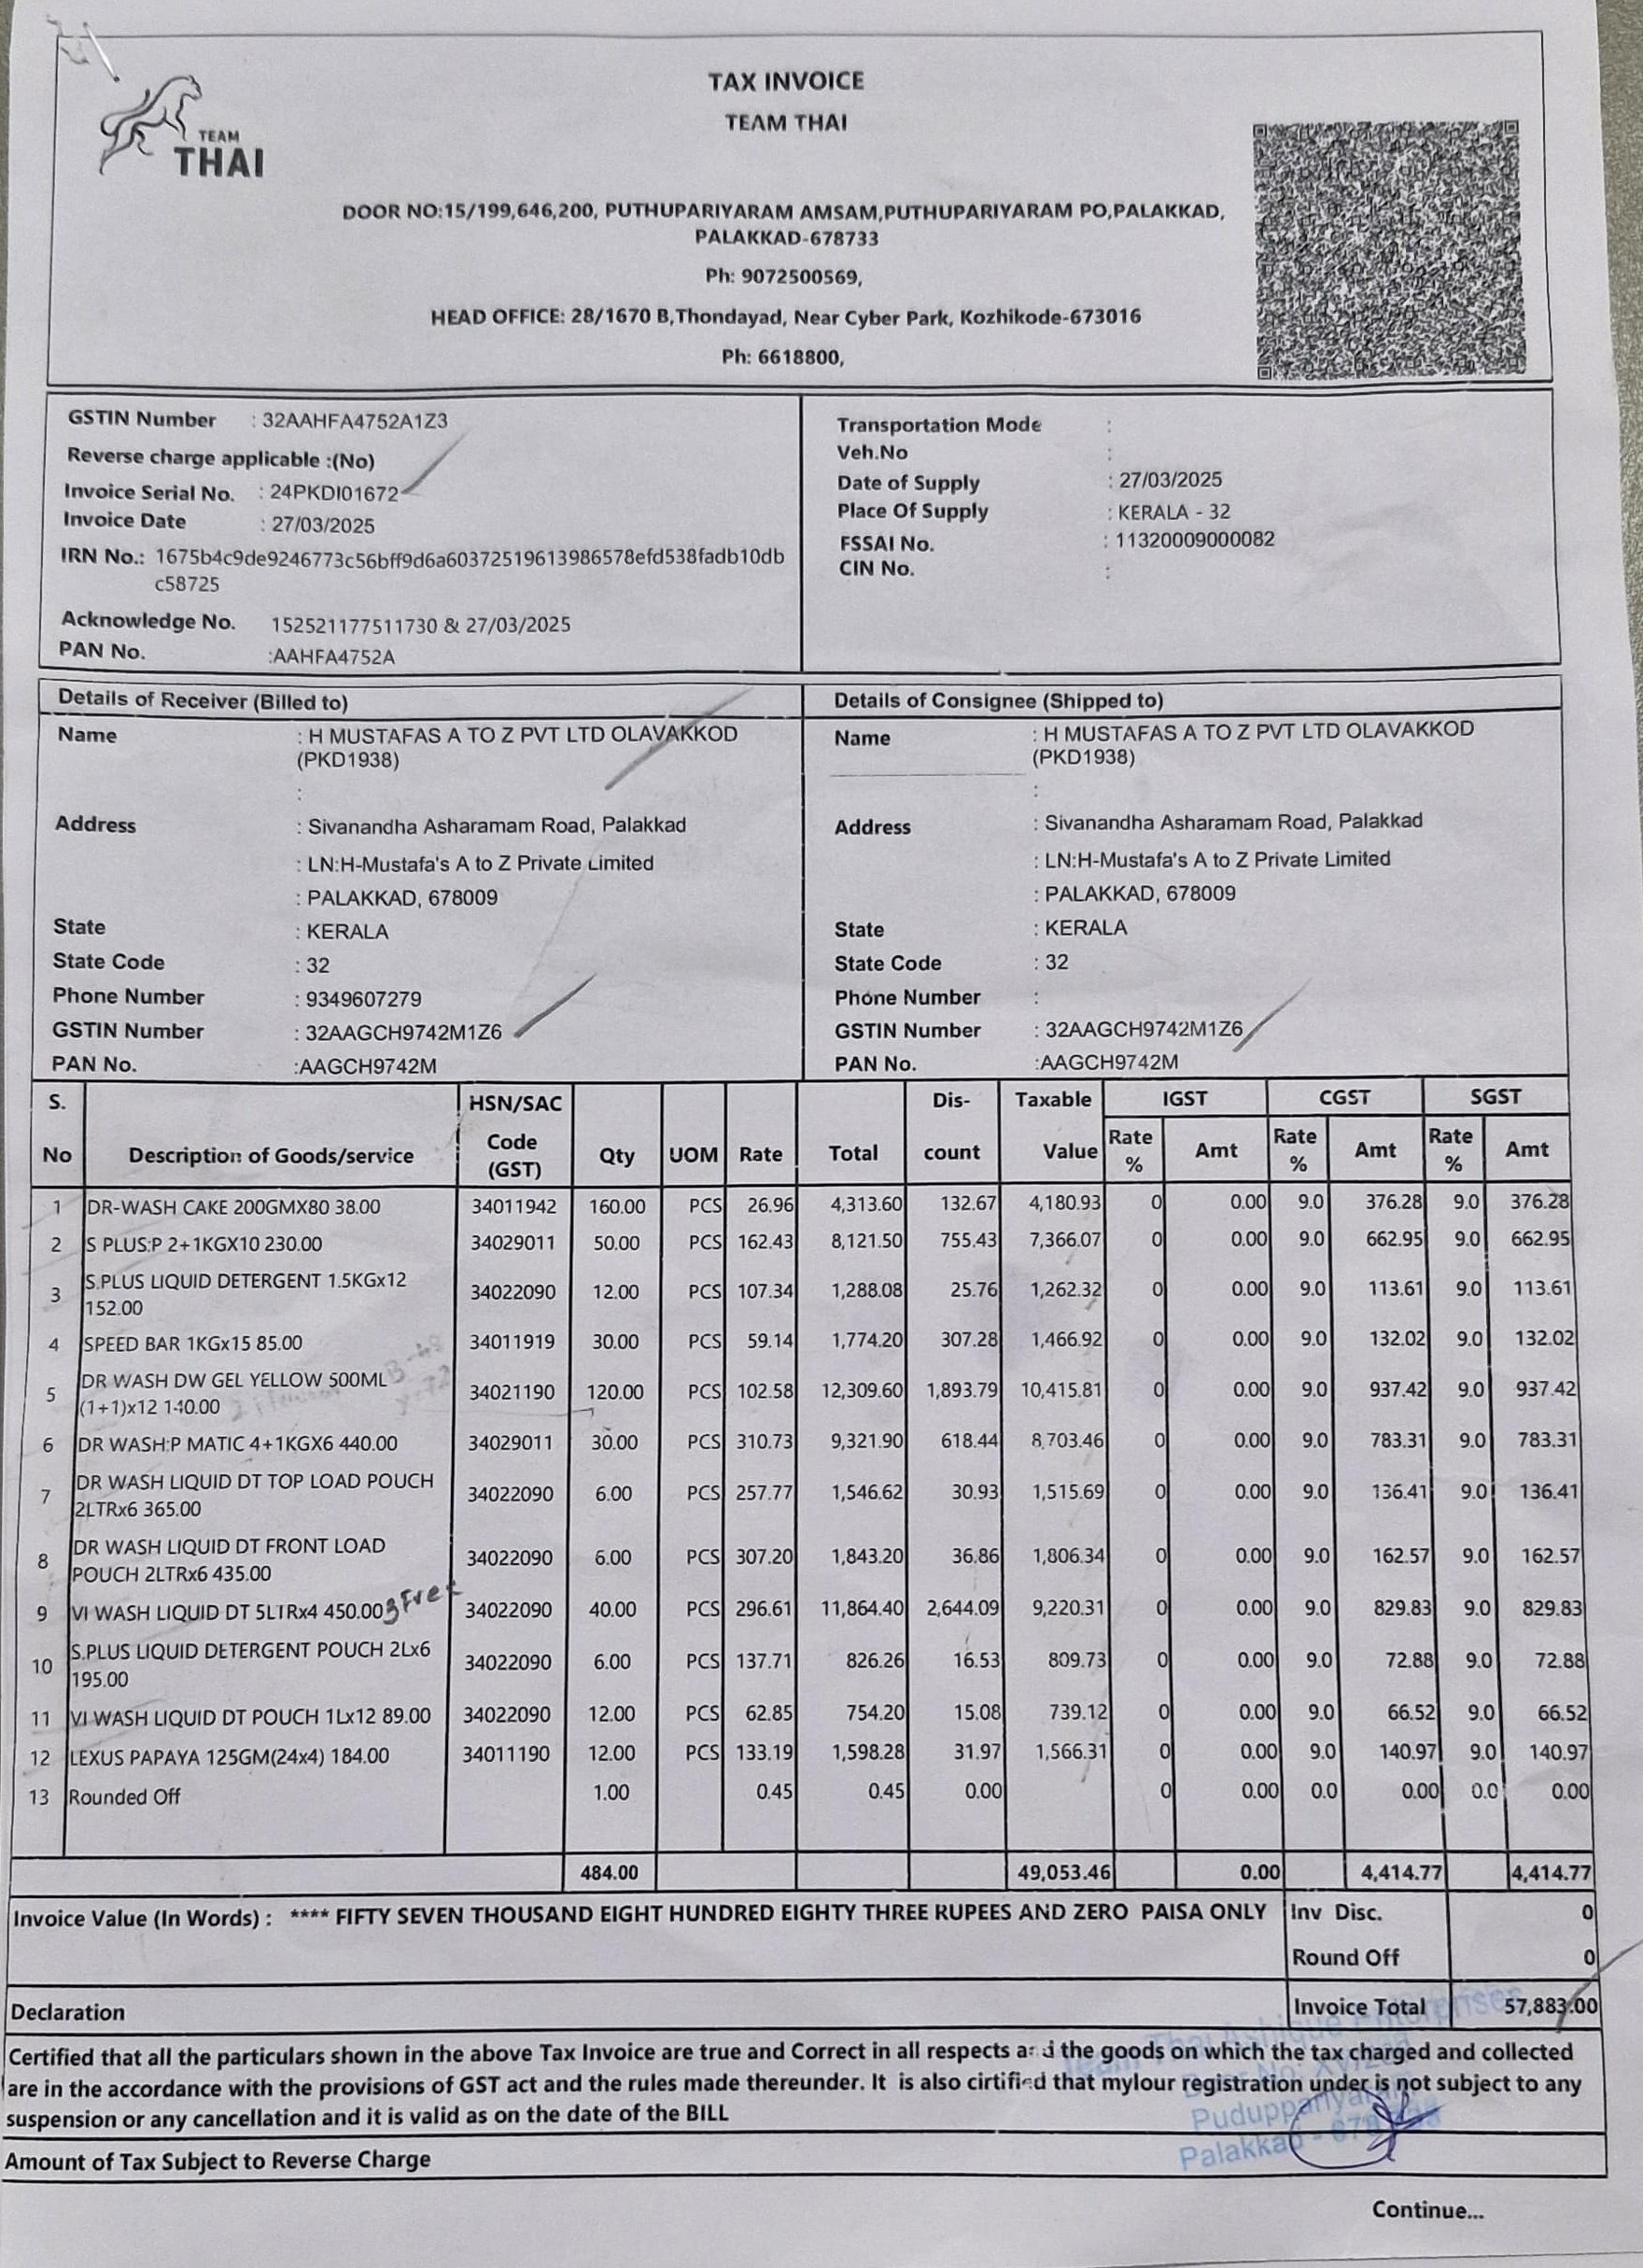 TEAM
THAI
TAX INVOICE
TEAM THAI
DOOR NO:15/199,646,200, PUTHUPARIYARAM AMSAM,PUTHUPARIYARAM PO,PALAKKAD,
PALAKKAD-678733
Ph: 9072500569,
HEAD OFFICE: 28/1670 B,Thondayad, Near Cyber Park, Kozhikode-673016
Ph: 6618800,
GSTIN Number : 32AAHFA4752A1Z3
Reverse charge applicable :(No)
Invoice Serial No. : 24PKDI01672
Invoice Date : 27/03/2025
IRN No.: 1675b4c9de9246773c56bff9d6a60372519613986578efd538fadb10db
c58725
Acknowledge No. 152521177511730 & 27/03/2025
PAN No. :AAHFA4752A
Transportation Mode :
Veh.No :
Date of Supply : 27/03/2025
Place Of Supply : KERALA - 32
FSSAI No. : 11320009000082
CIN No. :
Details of Receiver (Billed to)
Name : H MUSTAFAS A TO Z PVT LTD OLAVAKKOD
(PKD1938)
:
Address : Sivanandha Asharamam Road, Palakkad
: LN:H-Mustafa's A to Z Private Limited
: PALAKKAD, 678009
State : KERALA
State Code : 32
Phone Number : 9349607279
GSTIN Number : 32AAGCH9742M1Z6
PAN No. :AAGCH9742M
Details of Consignee (Shipped to)
Name : H MUSTAFAS A TO Z PVT LTD OLAVAKKOD
(PKD1938)
:
Address : Sivanandha Asharamam Road, Palakkad
: LN:H-Mustafa's A to Z Private Limited
: PALAKKAD, 678009
State : KERALA
State Code : 32
Phone Number :
GSTIN Number : 32AAGCH9742M1Z6
PAN No. :AAGCH9742M
S. HSN/SAC Dis- Taxable IGST CGST SGST
No Description of Goods/service Code (GST) Qty UOM Rate Total count Value Rate % Amt Rate % Amt Rate % Amt
1 DR-WASH CAKE 200GMX80 38.00 34011942 160.00 PCS 26.96 4,313.60 132.67 4,180.93 0 0.00 9.0 376.28 9.0 376.28
2 S PLUS:P 2+1KGX10 230.00 34029011 50.00 PCS 162.43 8,121.50 755.43 7,366.07 0 0.00 9.0 662.95 9.0 662.95
3 S.PLUS LIQUID DETERGENT 1.5KGx12 34022090 12.00 PCS 107.34 1,288.08 25.76 1,262.32 0 0.00 9.0 113.61 9.0 113.61
152.00
4 SPEED BAR 1KGx15 85.00 34011919 30.00 PCS 59.14 1,774.20 307.28 1,466.92 0 0.00 9.0 132.02 9.0 132.02
5 DR WASH DW GEL YELLOW 500ML 34021190 120.00 PCS 102.58 12,309.60 1,893.79 10,415.81 0 0.00 9.0 937.42 9.0 937.42
(1+1)x12 140.00
6 DR WASH:P MATIC 4+1KGX6 440.00 34029011 30.00 PCS 310.73 9,321.90 618.44 8,703.46 0 0.00 9.0 783.31 9.0 783.31
7 DR WASH LIQUID DT TOP LOAD POUCH 34022090 6.00 PCS 257.77 1,546.62 30.93 1,515.69 0 0.00 9.0 136.41 9.0 136.41
2LTRx6 365.00
8 DR WASH LIQUID DT FRONT LOAD 34022090 6.00 PCS 307.20 1,843.20 36.86 1,806.34 0 0.00 9.0 162.57 9.0 162.57
POUCH 2LTRx6 435.00
9 VI WASH LIQUID DT 5LTRx4 450.00 3 Free 34022090 40.00 PCS 296.61 11,864.40 2,644.09 9,220.31 0 0.00 9.0 829.83 9.0 829.83
10 S.PLUS LIQUID DETERGENT POUCH 2Lx6 34022090 6.00 PCS 137.71 826.26 16.53 809.73 0 0.00 9.0 72.88 9.0 72.88
195.00
11 VI WASH LIQUID DT POUCH 1Lx12 89.00 34022090 12.00 PCS 62.85 754.20 15.08 739.12 0 0.00 9.0 66.52 9.0 66.52
12 LEXUS PAPAYA 125GM(24x4) 184.00 34011190 12.00 PCS 133.19 1,598.28 31.97 1,566.31 0 0.00 9.0 140.97 9.0 140.97
13 Rounded Off 1.00 0.45 0.45 0.00 0 0.00 0.0 0.00 0.0 0.00
484.00 49,053.46 0.00 4,414.77 4,414.77
Invoice Value (In Words) : **** FIFTY SEVEN THOUSAND EIGHT HUNDRED EIGHTY THREE RUPEES AND ZERO PAISA ONLY Inv Disc. 0
Round Off 0
Declaration Invoice Total 57,883.00
Certified that all the particulars shown in the above Tax Invoice are true and Correct in all respects and the goods on which the tax charged and collected
are in the accordance with the provisions of GST act and the rules made thereunder. It is also cirtified that mylour registration under is not subject to any
suspension or any cancellation and it is valid as on the date of the BILL
Amount of Tax Subject to Reverse Charge
Palakkad
Continue...